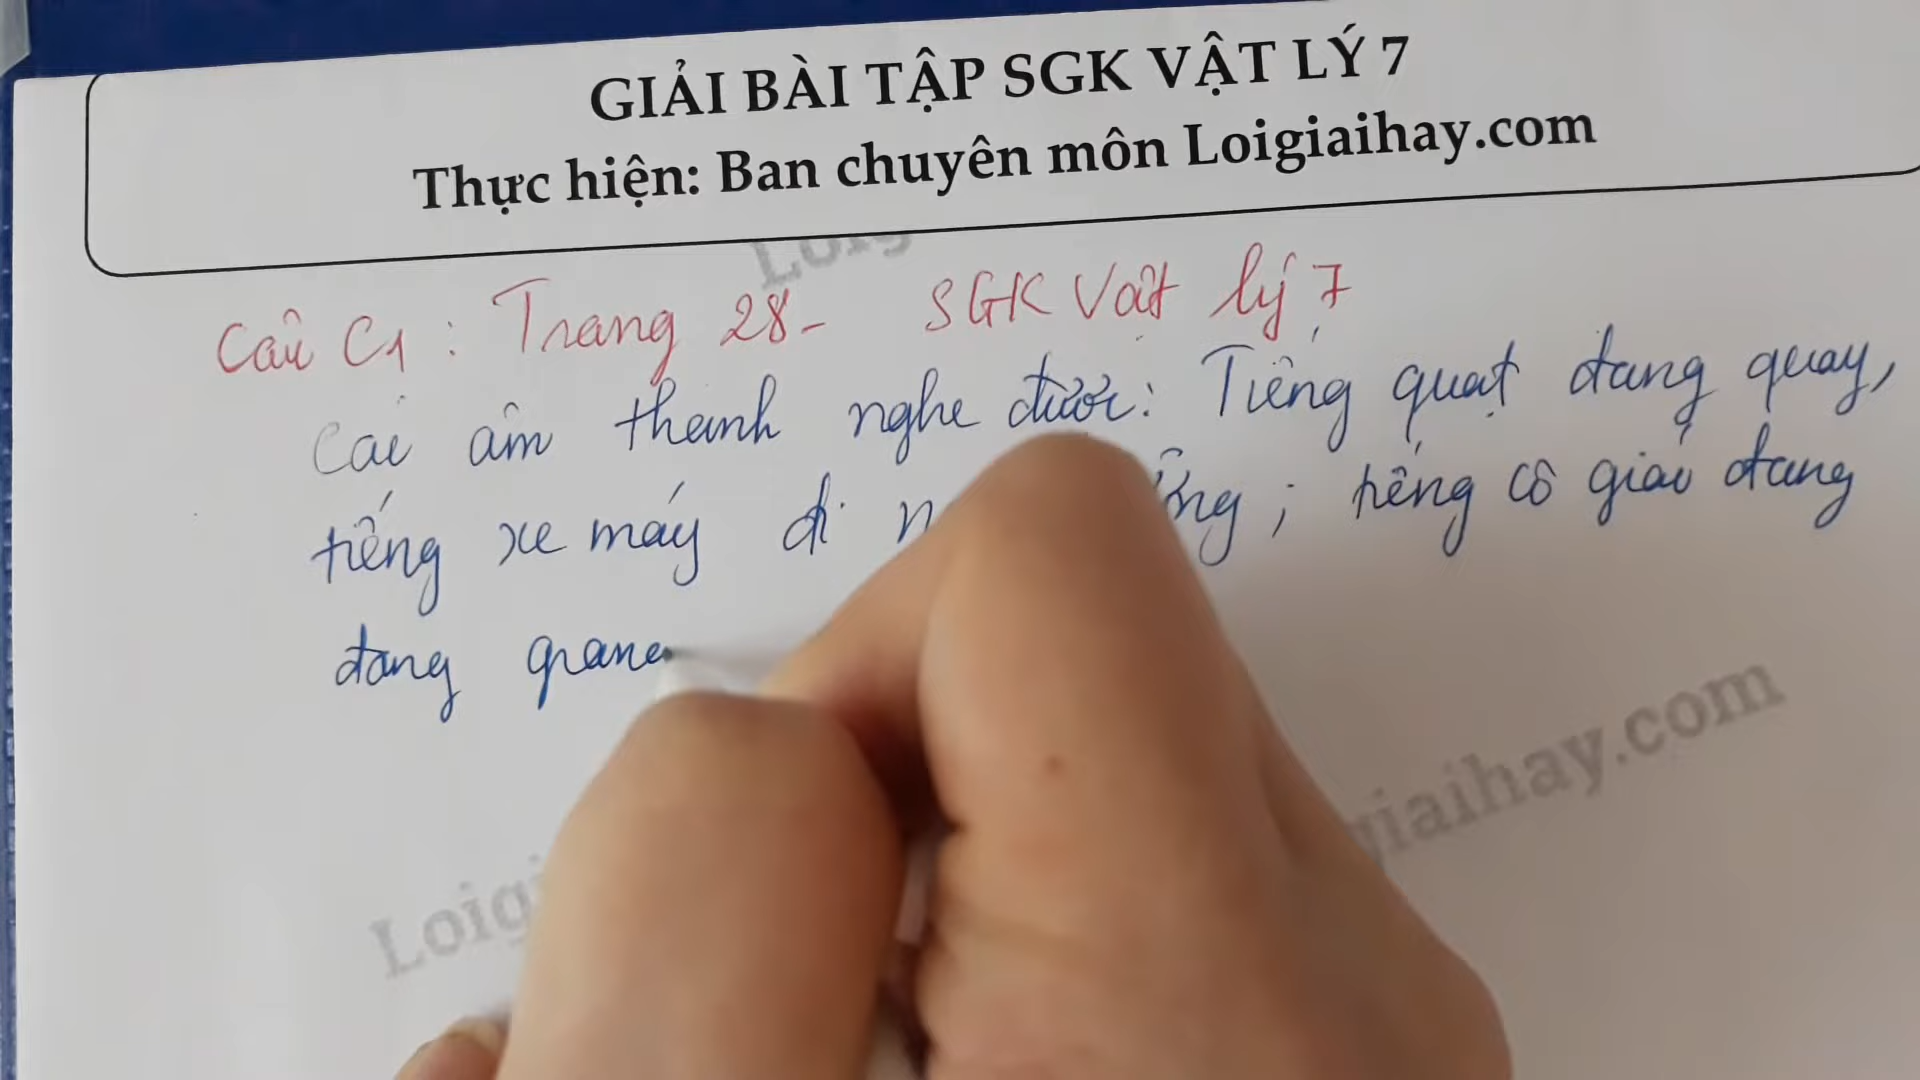 GIẢI BÀI TẬP SGK VẬT LÝ 7
Thực hiện: Ban chuyên môn Loigiaihay.com
Câu C1 : Trang 28- SGK Vật lý 7
Các âm thanh nghe được: Tiếng quạt đang quay,
tiếng xe máy đi ; tiếng cô giáo đang
đang
Loigiaihay.com